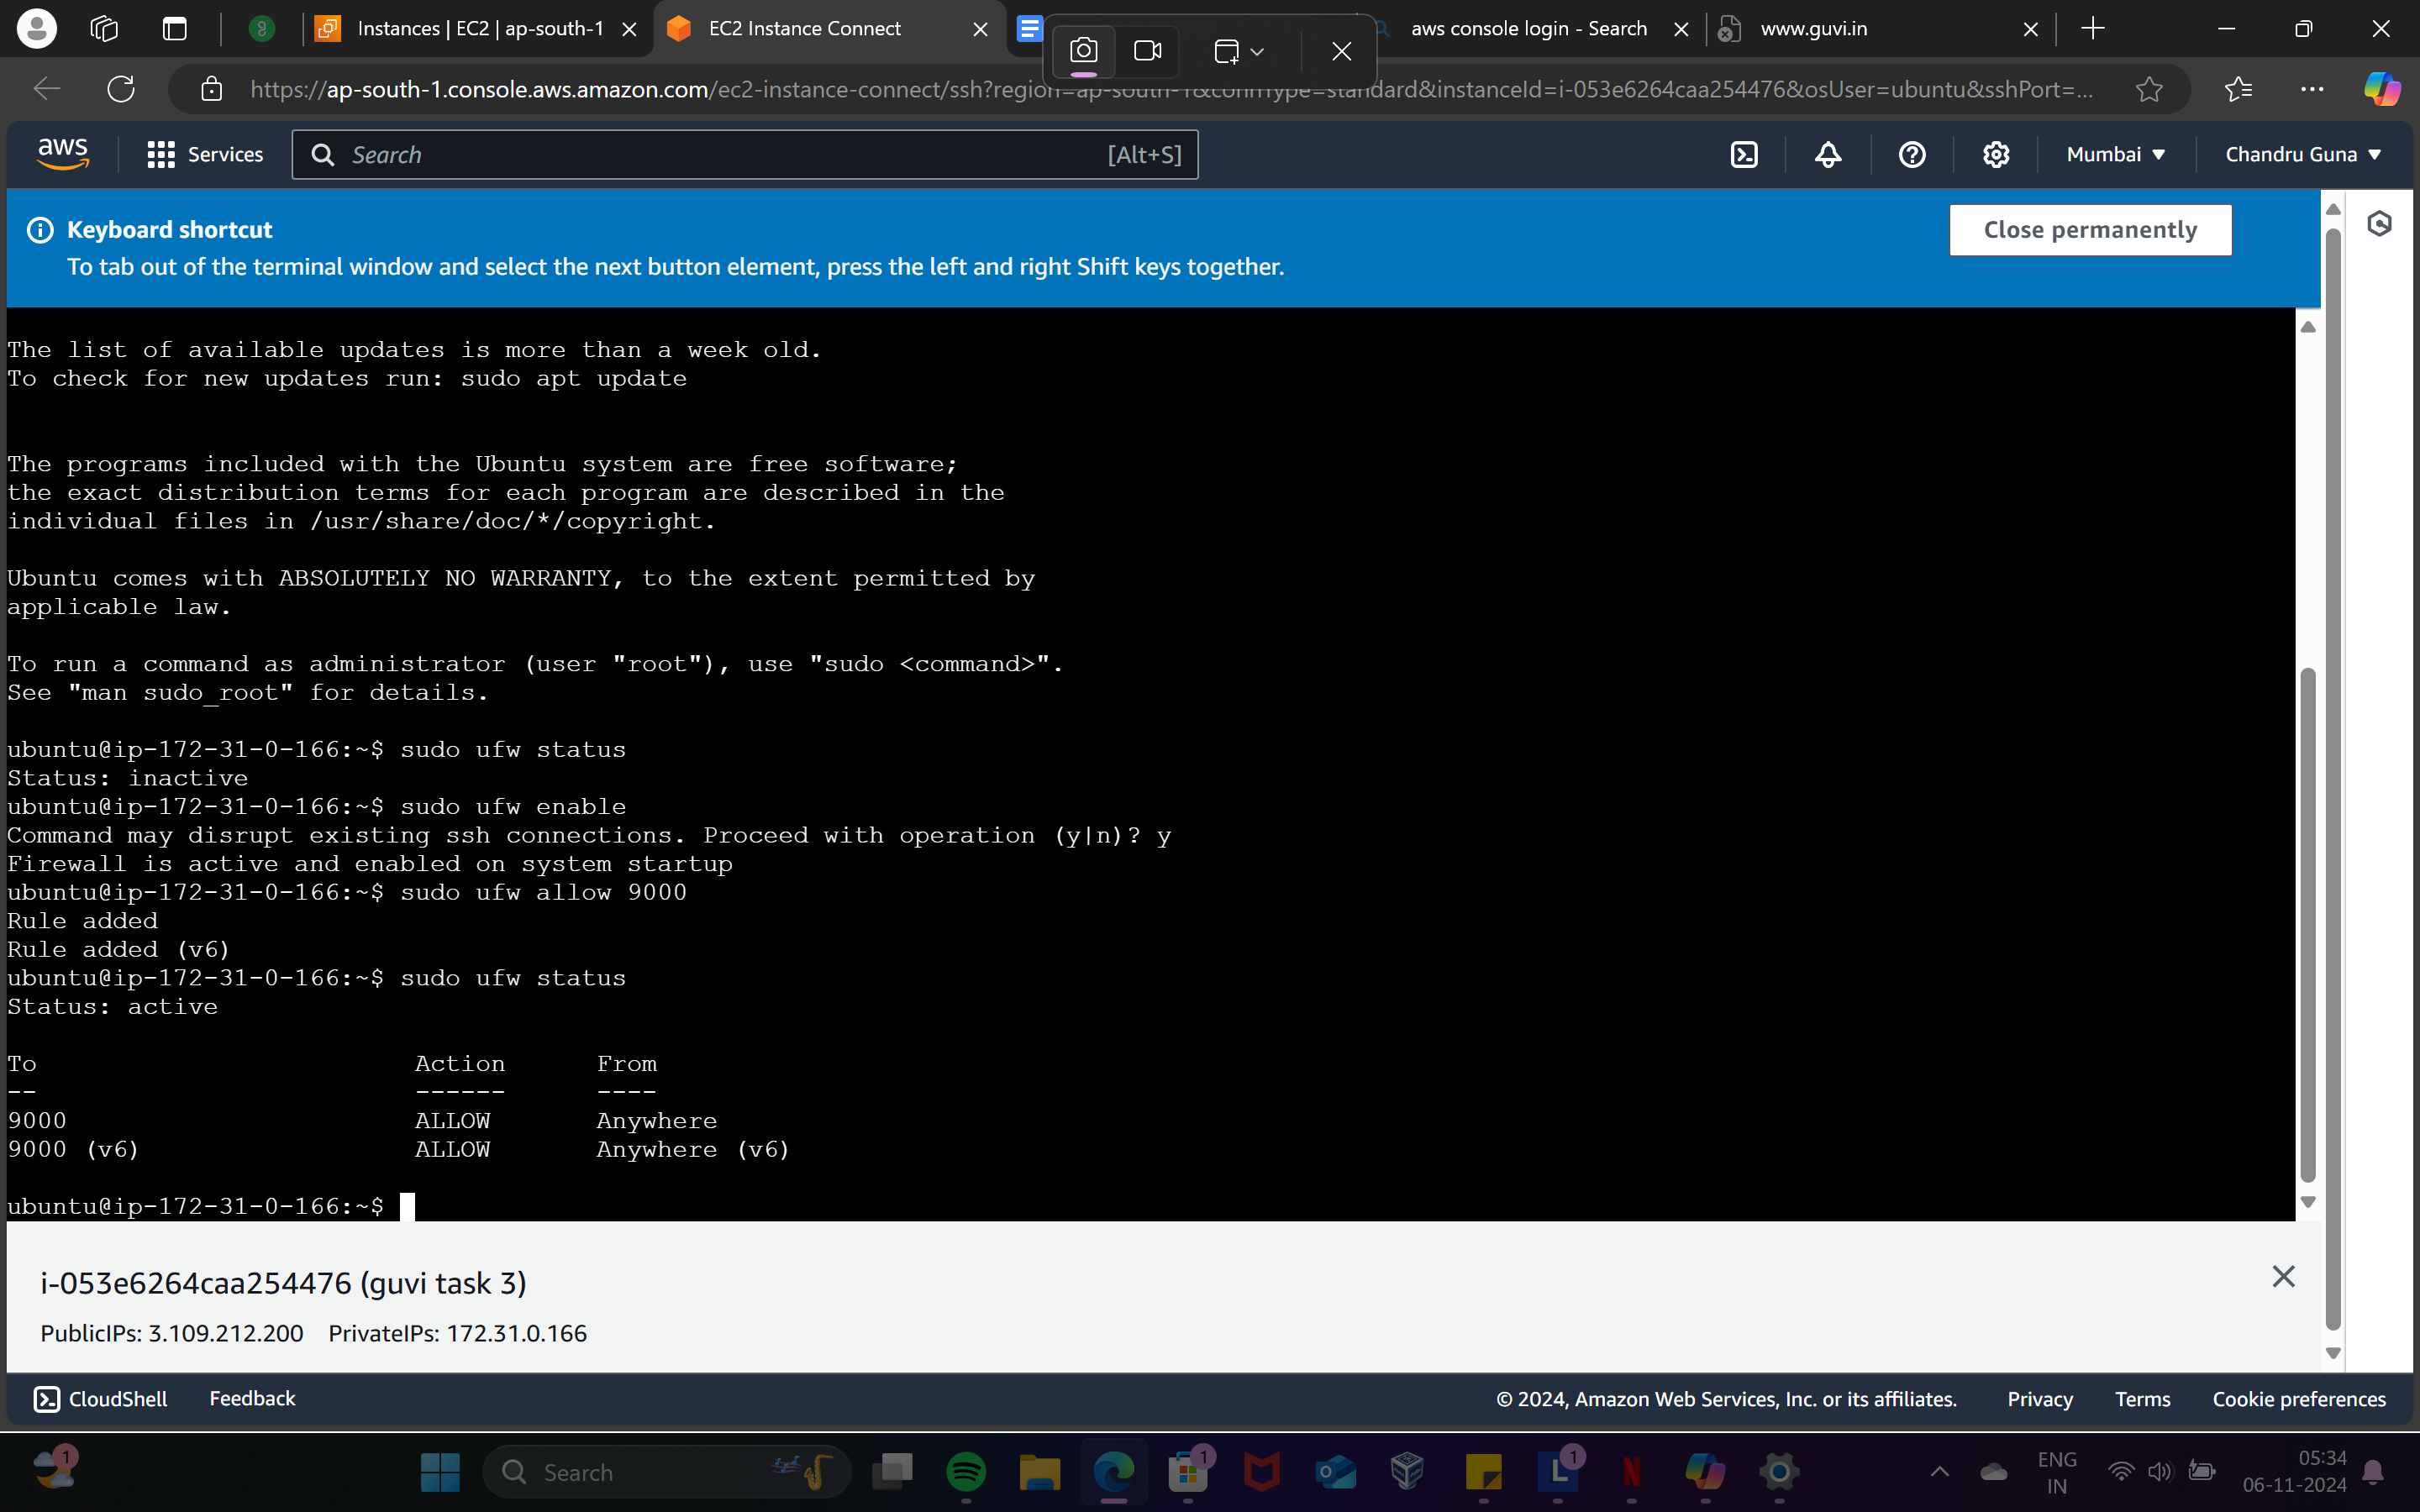 Instances | EC2 | ap-south-1
EC2 Instance Connect
aws console login - Search
www.guvi.in
https://ap-south-1.console.aws.amazon.com/ec2-instance-connect/ssh?region=ap-south-1&connType=standard&instanceId=i-053e6264caa254476&osUser=ubuntu&sshPort=...
aws
Services
Search
[Alt+S]
Mumbai
Chandru Guna
Keyboard shortcut
Close permanently
To tab out of the terminal window and select the next button element, press the left and right Shift keys together.
The list of available updates is more than a week old.
To check for new updates run: sudo apt update
The programs included with the Ubuntu system are free software;
the exact distribution terms for each program are described in the
individual files in /usr/share/doc/*/copyright.
Ubuntu comes with ABSOLUTELY NO WARRANTY, to the extent permitted by
applicable law.
To run a command as administrator (user "root"), use "sudo <command>".
See "man sudo_root" for details.
ubuntu@ip-172-31-0-166:~$ sudo ufw status
Status: inactive
ubuntu@ip-172-31-0-166:~$ sudo ufw enable
Command may disrupt existing ssh connections. Proceed with operation (y|n)? y
Firewall is active and enabled on system startup
ubuntu@ip-172-31-0-166:~$ sudo ufw allow 9000
Rule added
Rule added (v6)
ubuntu@ip-172-31-0-166:~$ sudo ufw status
Status: active
To Action From
-- ------ ----
9000 ALLOW Anywhere
9000 (v6) ALLOW Anywhere (v6)
ubuntu@ip-172-31-0-166:~$
i-053e6264caa254476 (guvi task 3)
PublicIPs: 3.109.212.200 PrivateIPs: 172.31.0.166
CloudShell
Feedback
© 2024, Amazon Web Services, Inc. or its affiliates.
Privacy
Terms
Cookie preferences
1
Search
1
L
1
N
ENG
IN
05:34
06-11-2024